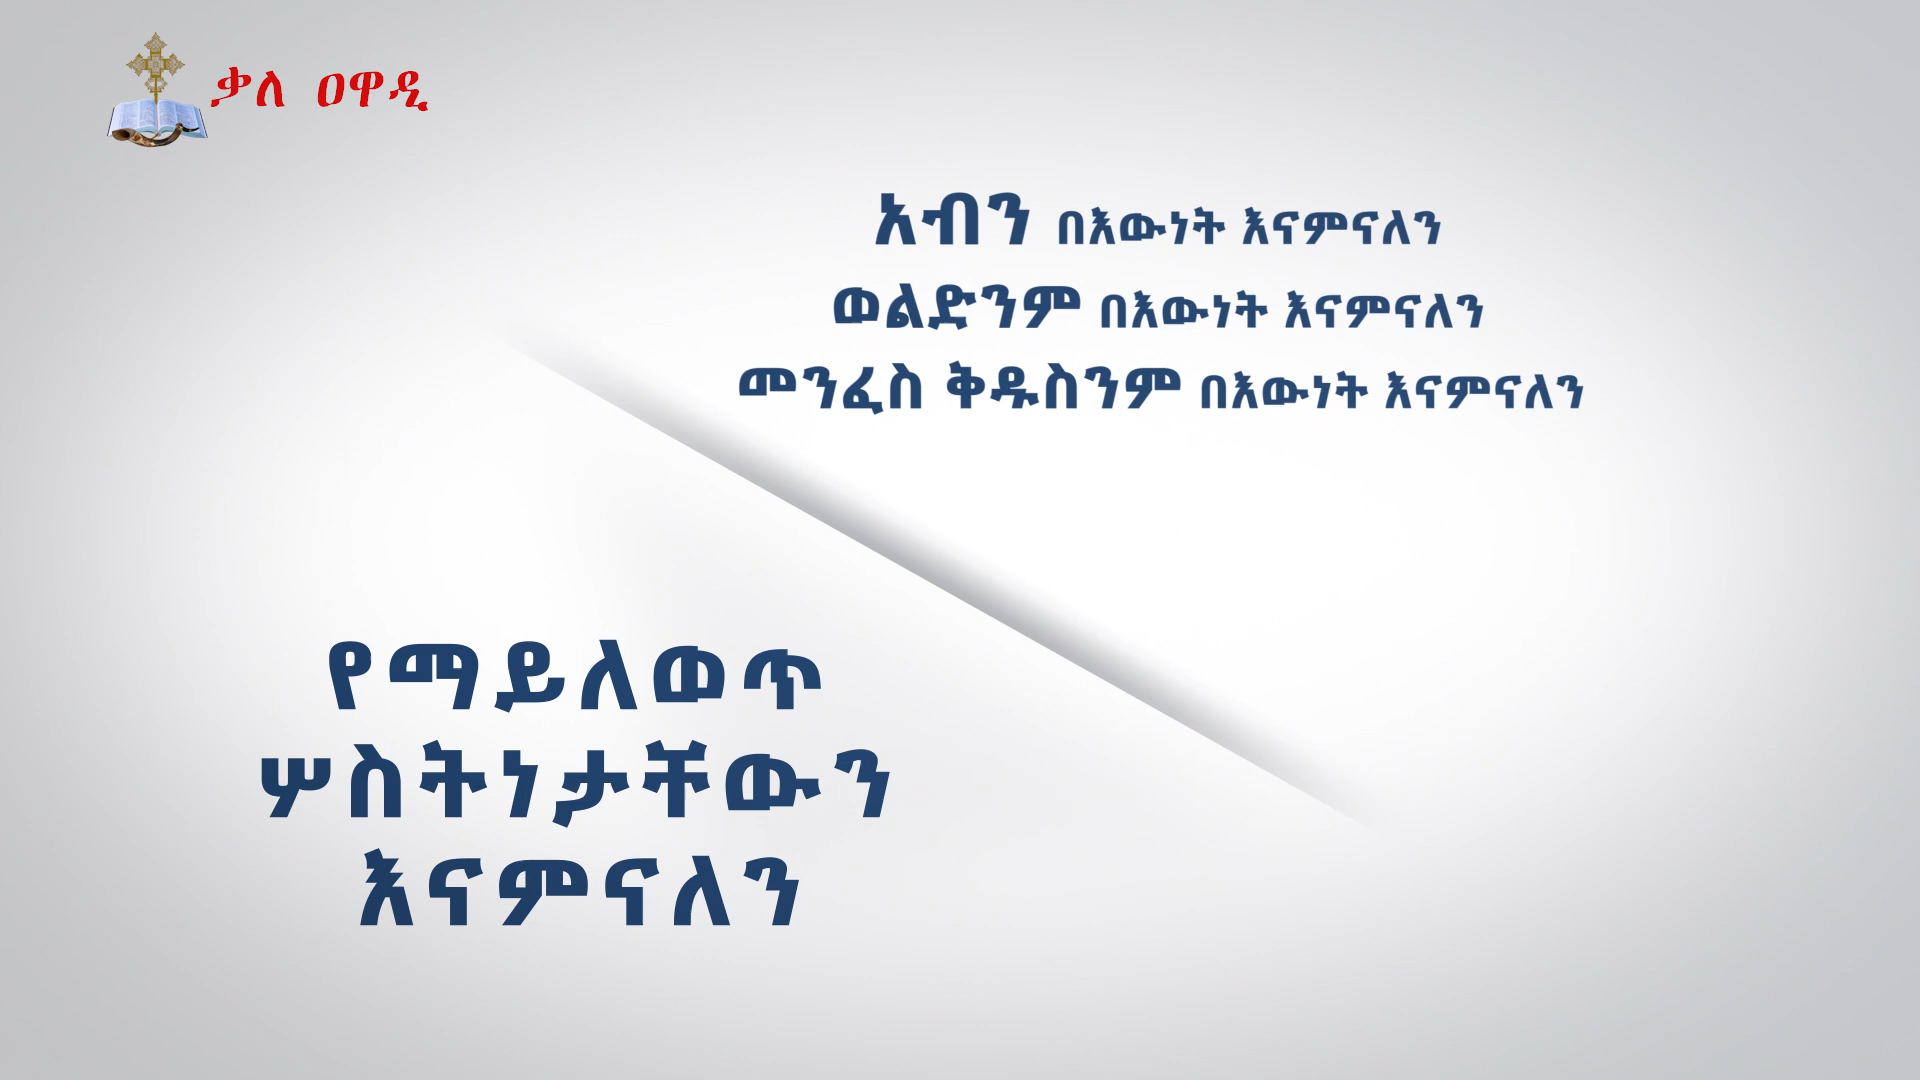 ቃለ ዐዋዲ
አብን በእውነት እናምናለን
ወልድንም በእውነት እናምናለን
መንፈስ ቅዱስንም በእውነት እናምናለን
የማይለወጥ
ሦስትነታቸውን
እናምናለን